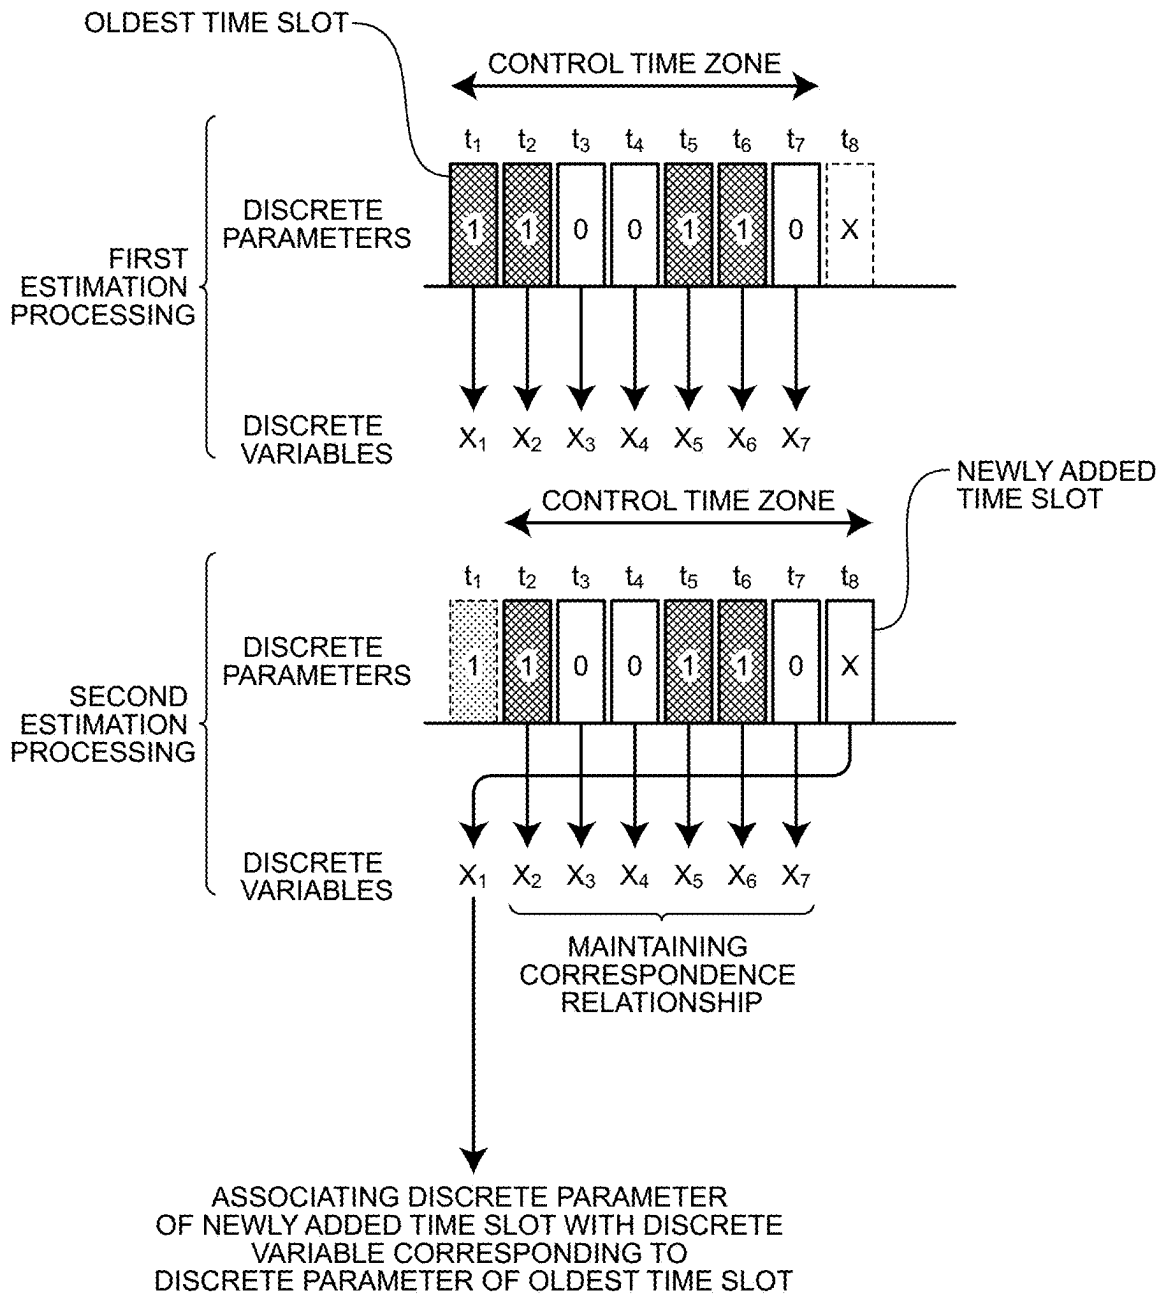 OLDEST TIME SLOT
CONTROL TIME ZONE
t₁ t₂ t₃ t₄ t₅ t₆ t₇ t₈
DISCRETE
PARAMETERS
1 1 0 0 1 1 0 X
FIRST
ESTIMATION
PROCESSING
DISCRETE
VARIABLES
X₁ X₂ X₃ X₄ X₅ X₆ X₇
NEWLY ADDED
TIME SLOT
CONTROL TIME ZONE
t₁ t₂ t₃ t₄ t₅ t₆ t₇ t₈
DISCRETE
PARAMETERS
1 1 0 0 1 1 0 X
SECOND
ESTIMATION
PROCESSING
DISCRETE
VARIABLES
X₁ X₂ X₃ X₄ X₅ X₆ X₇
MAINTAINING
CORRESPONDENCE
RELATIONSHIP
ASSOCIATING DISCRETE PARAMETER
OF NEWLY ADDED TIME SLOT WITH DISCRETE
VARIABLE CORRESPONDING TO
DISCRETE PARAMETER OF OLDEST TIME SLOT